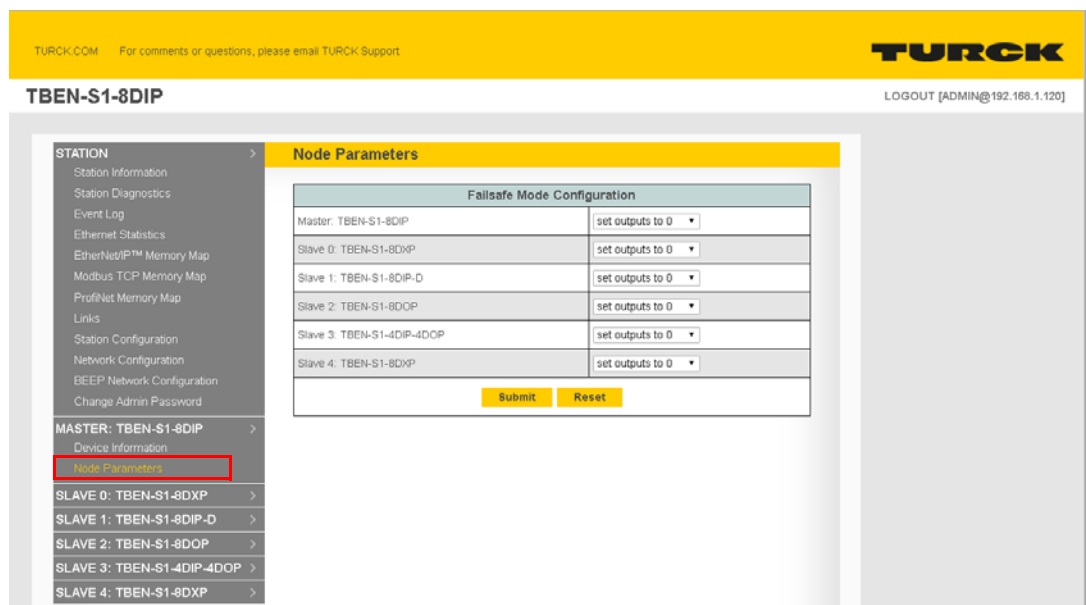 TURCK.COM For comments or questions, please email TURCK Support
TURCK
TBEN-S1-8DIP
LOGOUT [ADMIN@192.168.1.120]
STATION >
Station Information
Station Diagnostics
Event Log
Ethernet Statistics
EtherNet/IP™ Memory Map
Modbus TCP Memory Map
ProfiNet Memory Map
Links
Station Configuration
Network Configuration
BEEP Network Configuration
Change Admin Password
MASTER: TBEN-S1-8DIP >
Device Information
Node Parameters
SLAVE 0: TBEN-S1-8DXP >
SLAVE 1: TBEN-S1-8DIP-D >
SLAVE 2: TBEN-S1-8DOP >
SLAVE 3: TBEN-S1-4DIP-4DOP >
SLAVE 4: TBEN-S1-8DXP >
Node Parameters
Failsafe Mode Configuration
Master: TBEN-S1-8DIP set outputs to 0
Slave 0: TBEN-S1-8DXP set outputs to 0
Slave 1: TBEN-S1-8DIP-D set outputs to 0
Slave 2: TBEN-S1-8DOP set outputs to 0
Slave 3: TBEN-S1-4DIP-4DOP set outputs to 0
Slave 4: TBEN-S1-8DXP set outputs to 0
Submit Reset